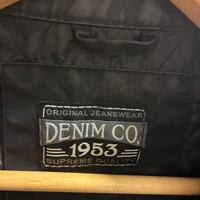 ORIGINAL JEANSWEAR
DENIM CO.
1953
SUPREME QUALITY